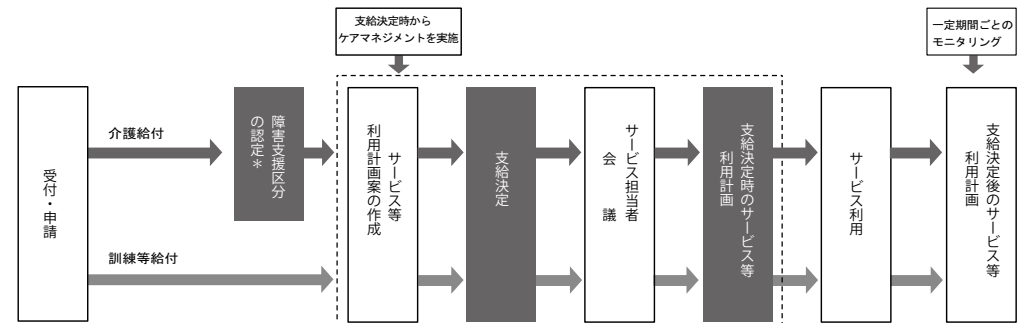 支給決定時から
ケアマネジメントを実施
一定期間ごとの
モニタリング
受付・申請
介護給付
訓練等給付
障害支援区分
の認定＊
サービス等
利用計画案の作成
支給決定
サービス担当者
会議
支給決定時のサービス等
利用計画
サービス利用
支給決定後のサービス等
利用計画